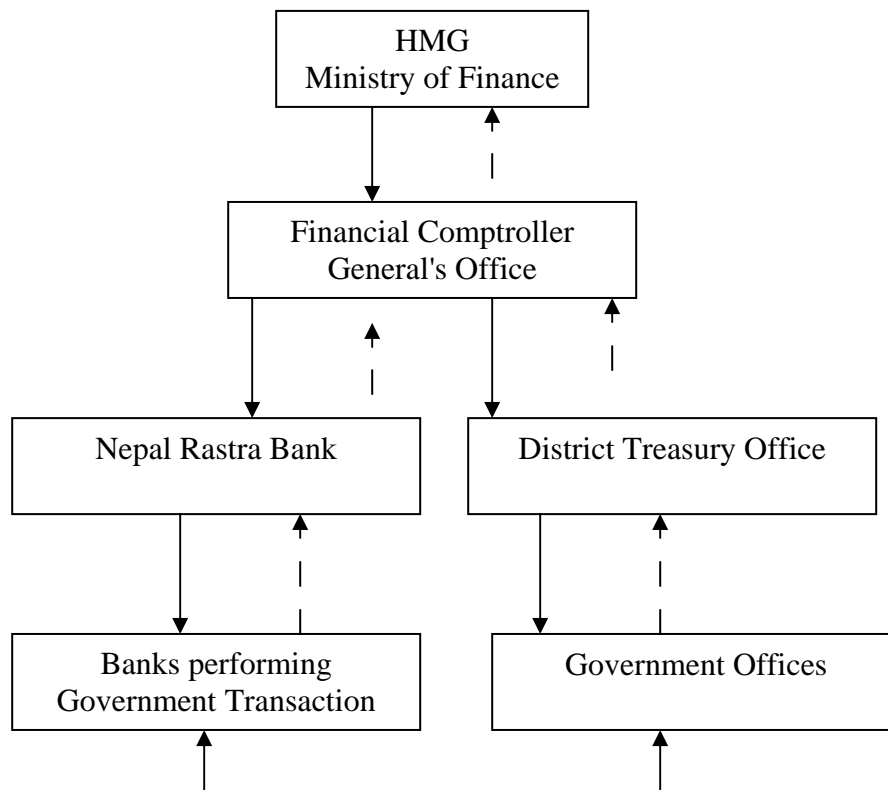 HMG
Ministry of Finance
Financial Comptroller
General's Office
Nepal Rastra Bank
District Treasury Office
Banks performing
Government Transaction
Government Offices